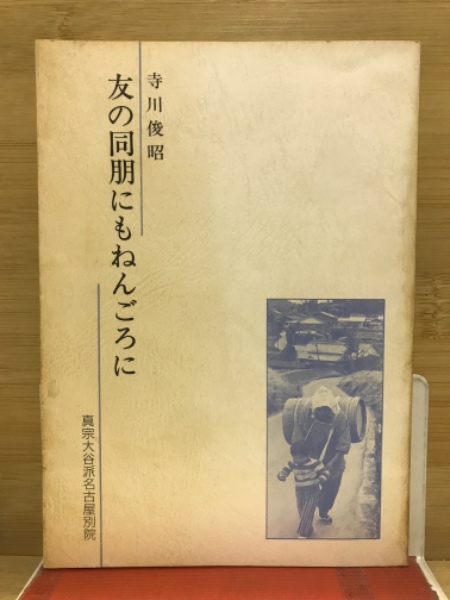 寺川俊昭
友の同朋にもねんごろに
真宗大谷派名古屋別院